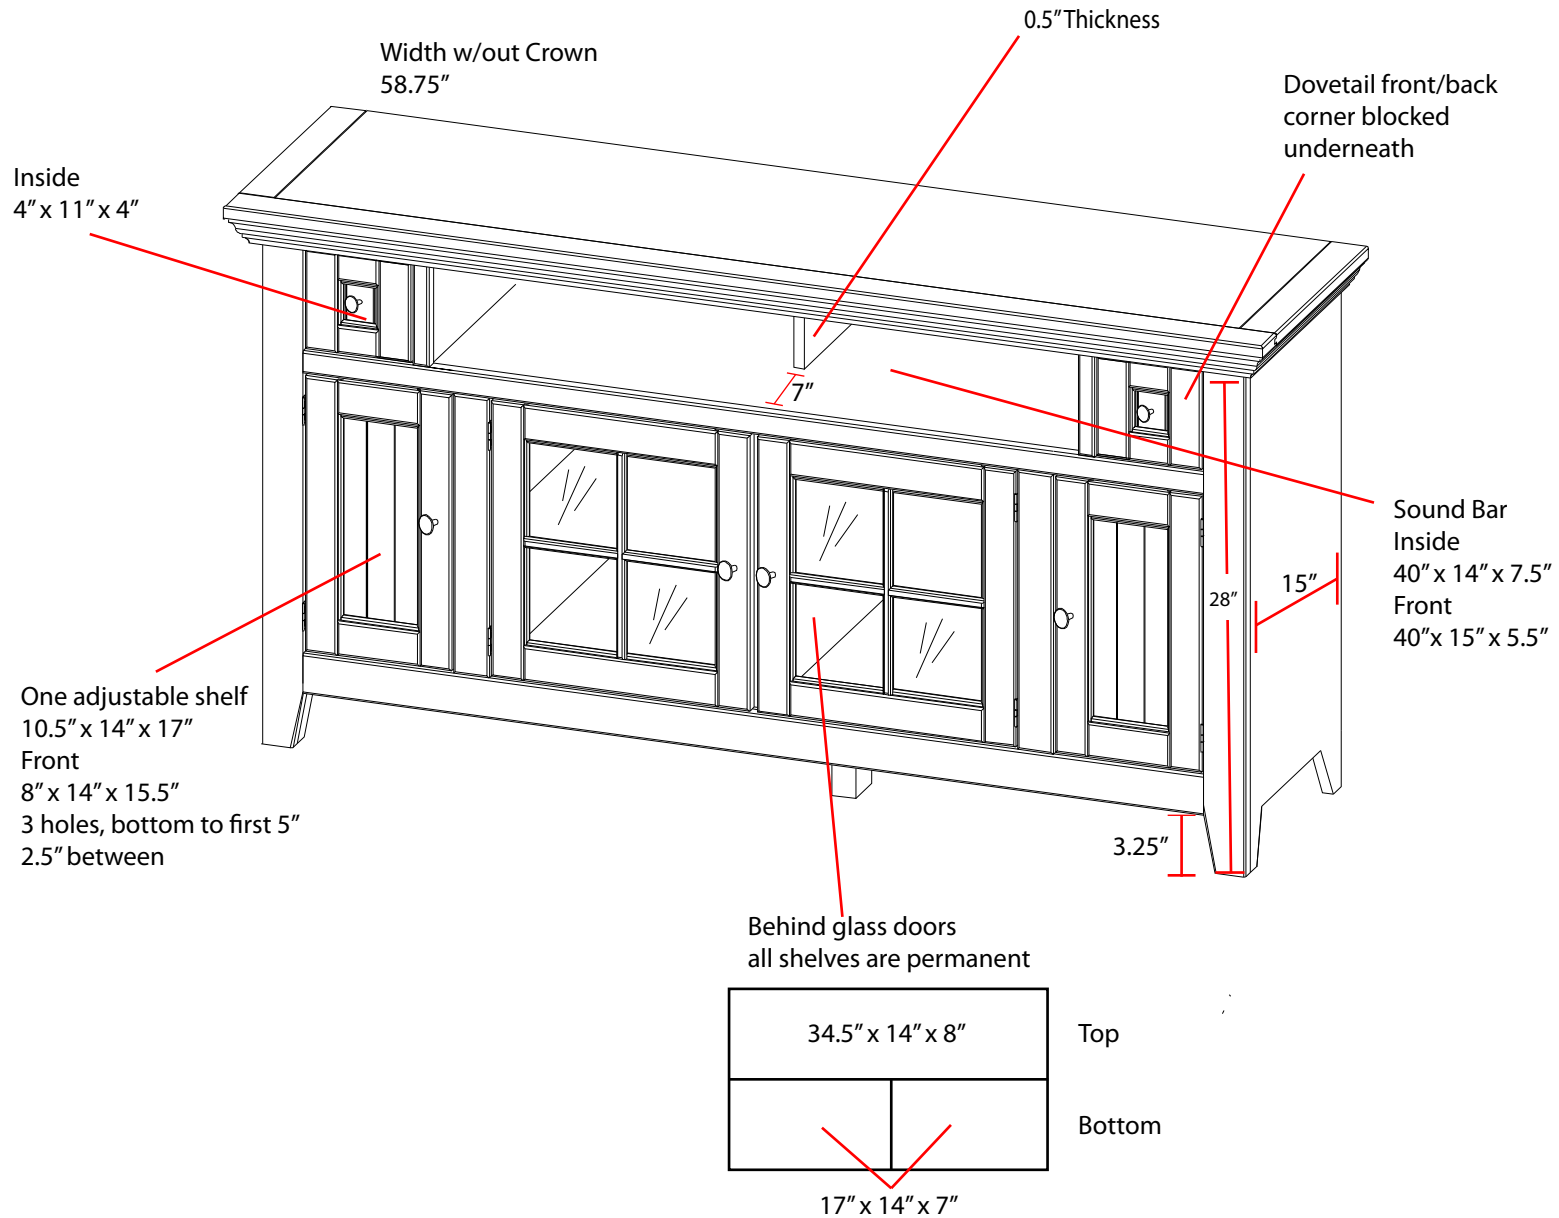 0.5” Thickness
Width w/out Crown
58.75”
Dovetail front/back
corner blocked
underneath
Inside
4” x 11” x 4”
7”
Sound Bar
Inside
40” x 14” x 7.5”
Front
40”x 15” x 5.5”
15”
28”
One adjustable shelf
10.5” x 14” x 17”
Front
8” x 14” x 15.5”
3 holes, bottom to first 5”
2.5” between
3.25”
Behind glass doors
all shelves are permanent
34.5” x 14” x 8”
Top
Bottom
17” x 14” x 7”